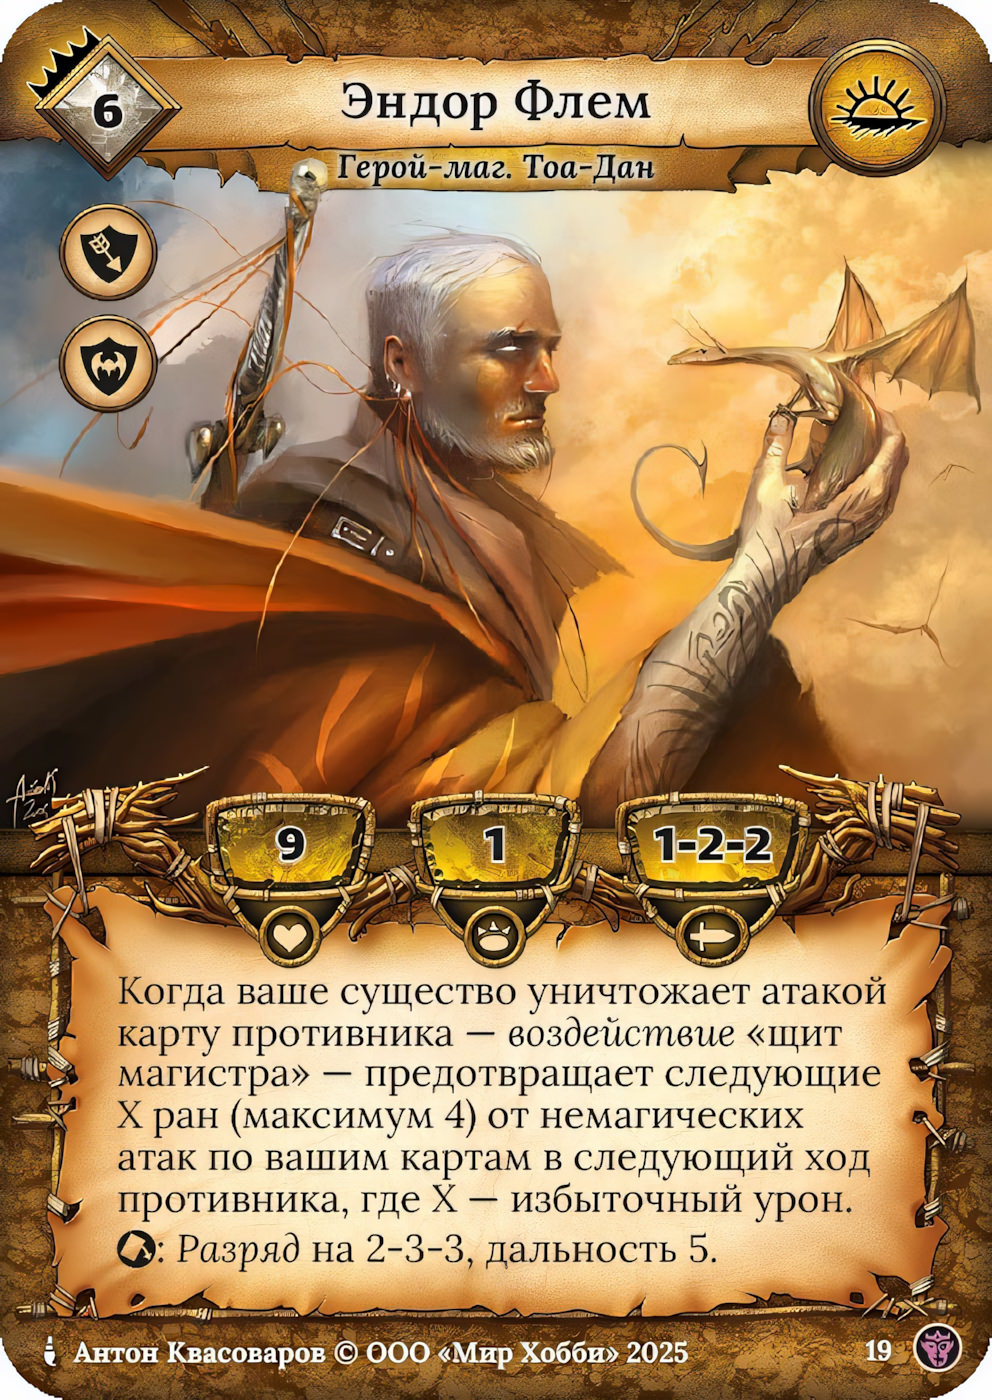 6
Эндор Флем
Герой-маг. Тоа-Дан
9
1
1-2-2
Когда ваше существо уничтожает атакой
карту противника — воздействие «щит
магистра» — предотвращает следующие
X ран (максимум 4) от немагических
атак по вашим картам в следующий ход
противника, где X — избыточный урон.
: Разряд на 2-3-3, дальность 5.
Антон Квасоваров © ООО «Мир Хобби» 2025
19